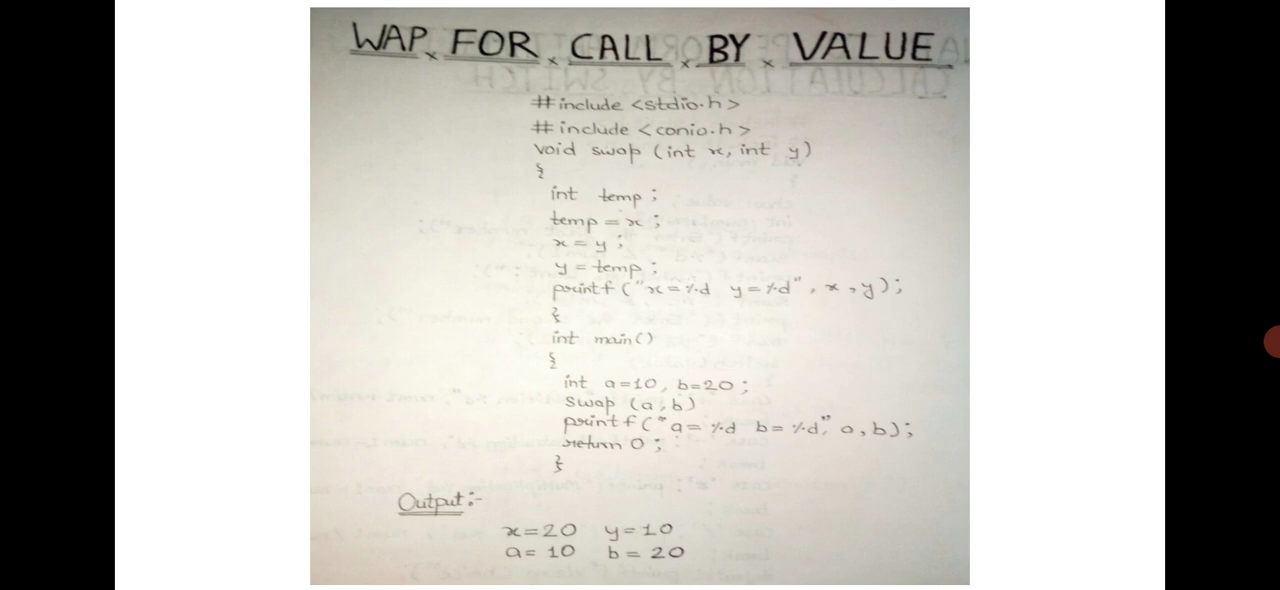 WAP FOR CALL BY VALUE
#include <stdio.h>
#include <conio.h>
void swap (int x, int y)
{
int temp;
temp = x;
x = y;
y = temp;
printf ("x=%d y=%d", x, y);
}
int main()
{
int a=10, b=20;
swap (a,b)
printf ("a= %d b= %d", a, b);
return 0;
}
Output:-
x=20 y=10
a= 10 b= 20